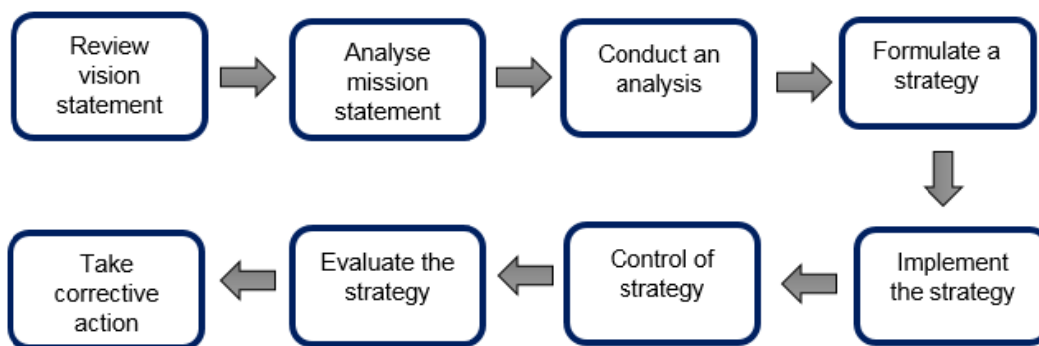 Review
vision
statement
Analyse
mission
statement
Conduct an
analysis
Formulate a
strategy
Implement
the strategy
Control of
strategy
Evaluate the
strategy
Take
corrective
action